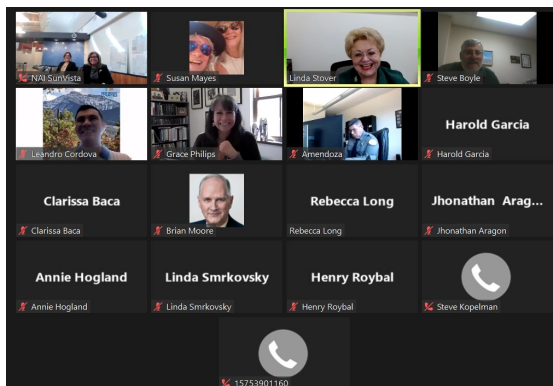 NAI SunVista
Susan Mayes
Linda Stover
Steve Boyle
Leandro Cordova
Grace Philips
Amendoza
Harold Garcia
Harold Garcia
Clarissa Baca
Clarissa Baca
Brian Moore
Rebecca Long
Rebecca Long
Jhonathan Arag...
Jhonathan Aragon
Annie Hogland
Annie Hogland
Linda Smrkovsky
Linda Smrkovsky
Henry Roybal
Henry Roybal
Steve Kopelman
15753901160